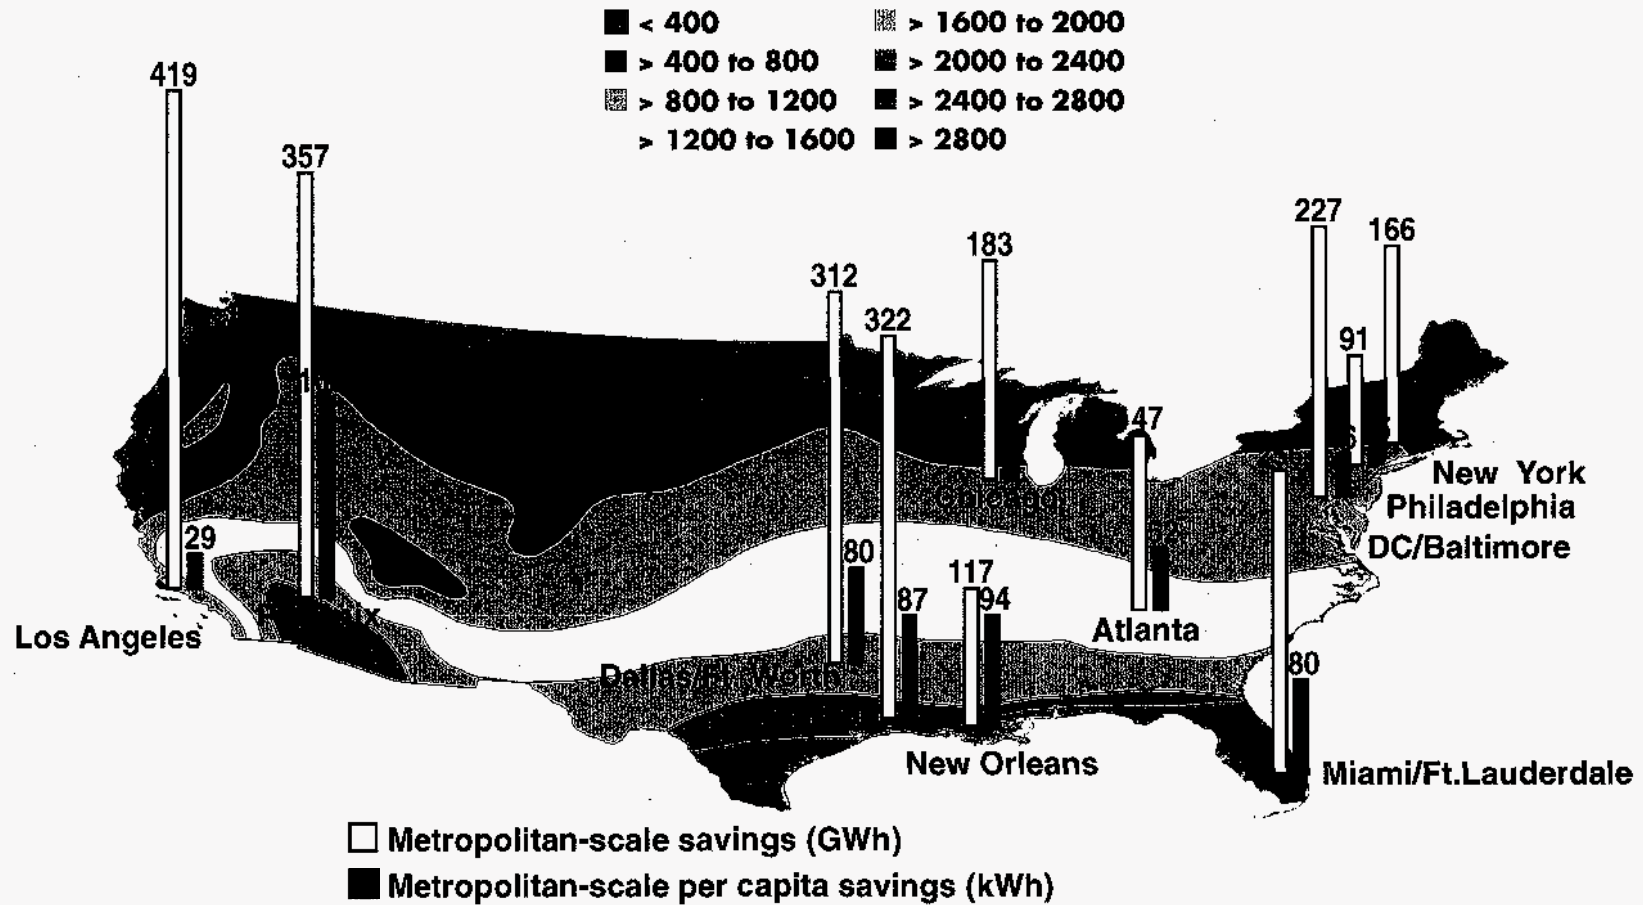 < 400
> 400 to 800
> 800 to 1200
> 1200 to 1600
> 1600 to 2000
> 2000 to 2400
> 2400 to 2800
> 2800
419
357
312
322
183
227
166
91
47
29
80
87
117
94
80
New York
Philadelphia
DC/Baltimore
Chicago
Los Angeles
Atlanta
Dallas/Ft. Worth
New Orleans
Miami/Ft.Lauderdale
Metropolitan-scale savings (GWh)
Metropolitan-scale per capita savings (kWh)